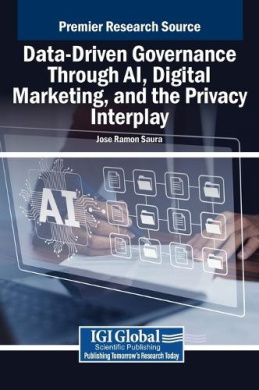 Premier Research Source
Data-Driven Governance
Through AI, Digital
Marketing, and the Privacy
Interplay
Jose Ramon Saura
AI
IGI Global
Scientific Publishing
Publishing Tomorrow's Research Today